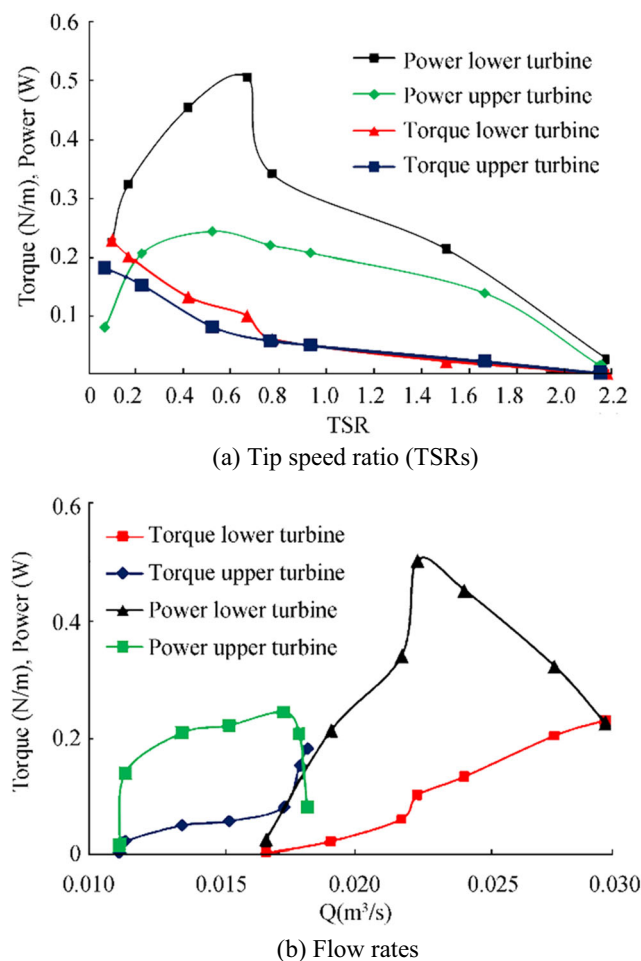 0.6
0.5
0.4
0.3
0.2
0.1
Torque (N/m), Power (W)
Power lower turbine
Power upper turbine
Torque lower turbine
Torque upper turbine
0 0.2 0.4 0.6 0.8 1.0 1.2 1.4 1.6 1.8 2.0 2.2
TSR
(a) Tip speed ratio (TSRs)
0.6
0.4
0.2
0
Torque (N/m), Power (W)
Torque lower turbine
Torque upper turbine
Power lower turbine
Power upper turbine
0.010 0.015 0.020 0.025 0.030
Q(m³/s)
(b) Flow rates